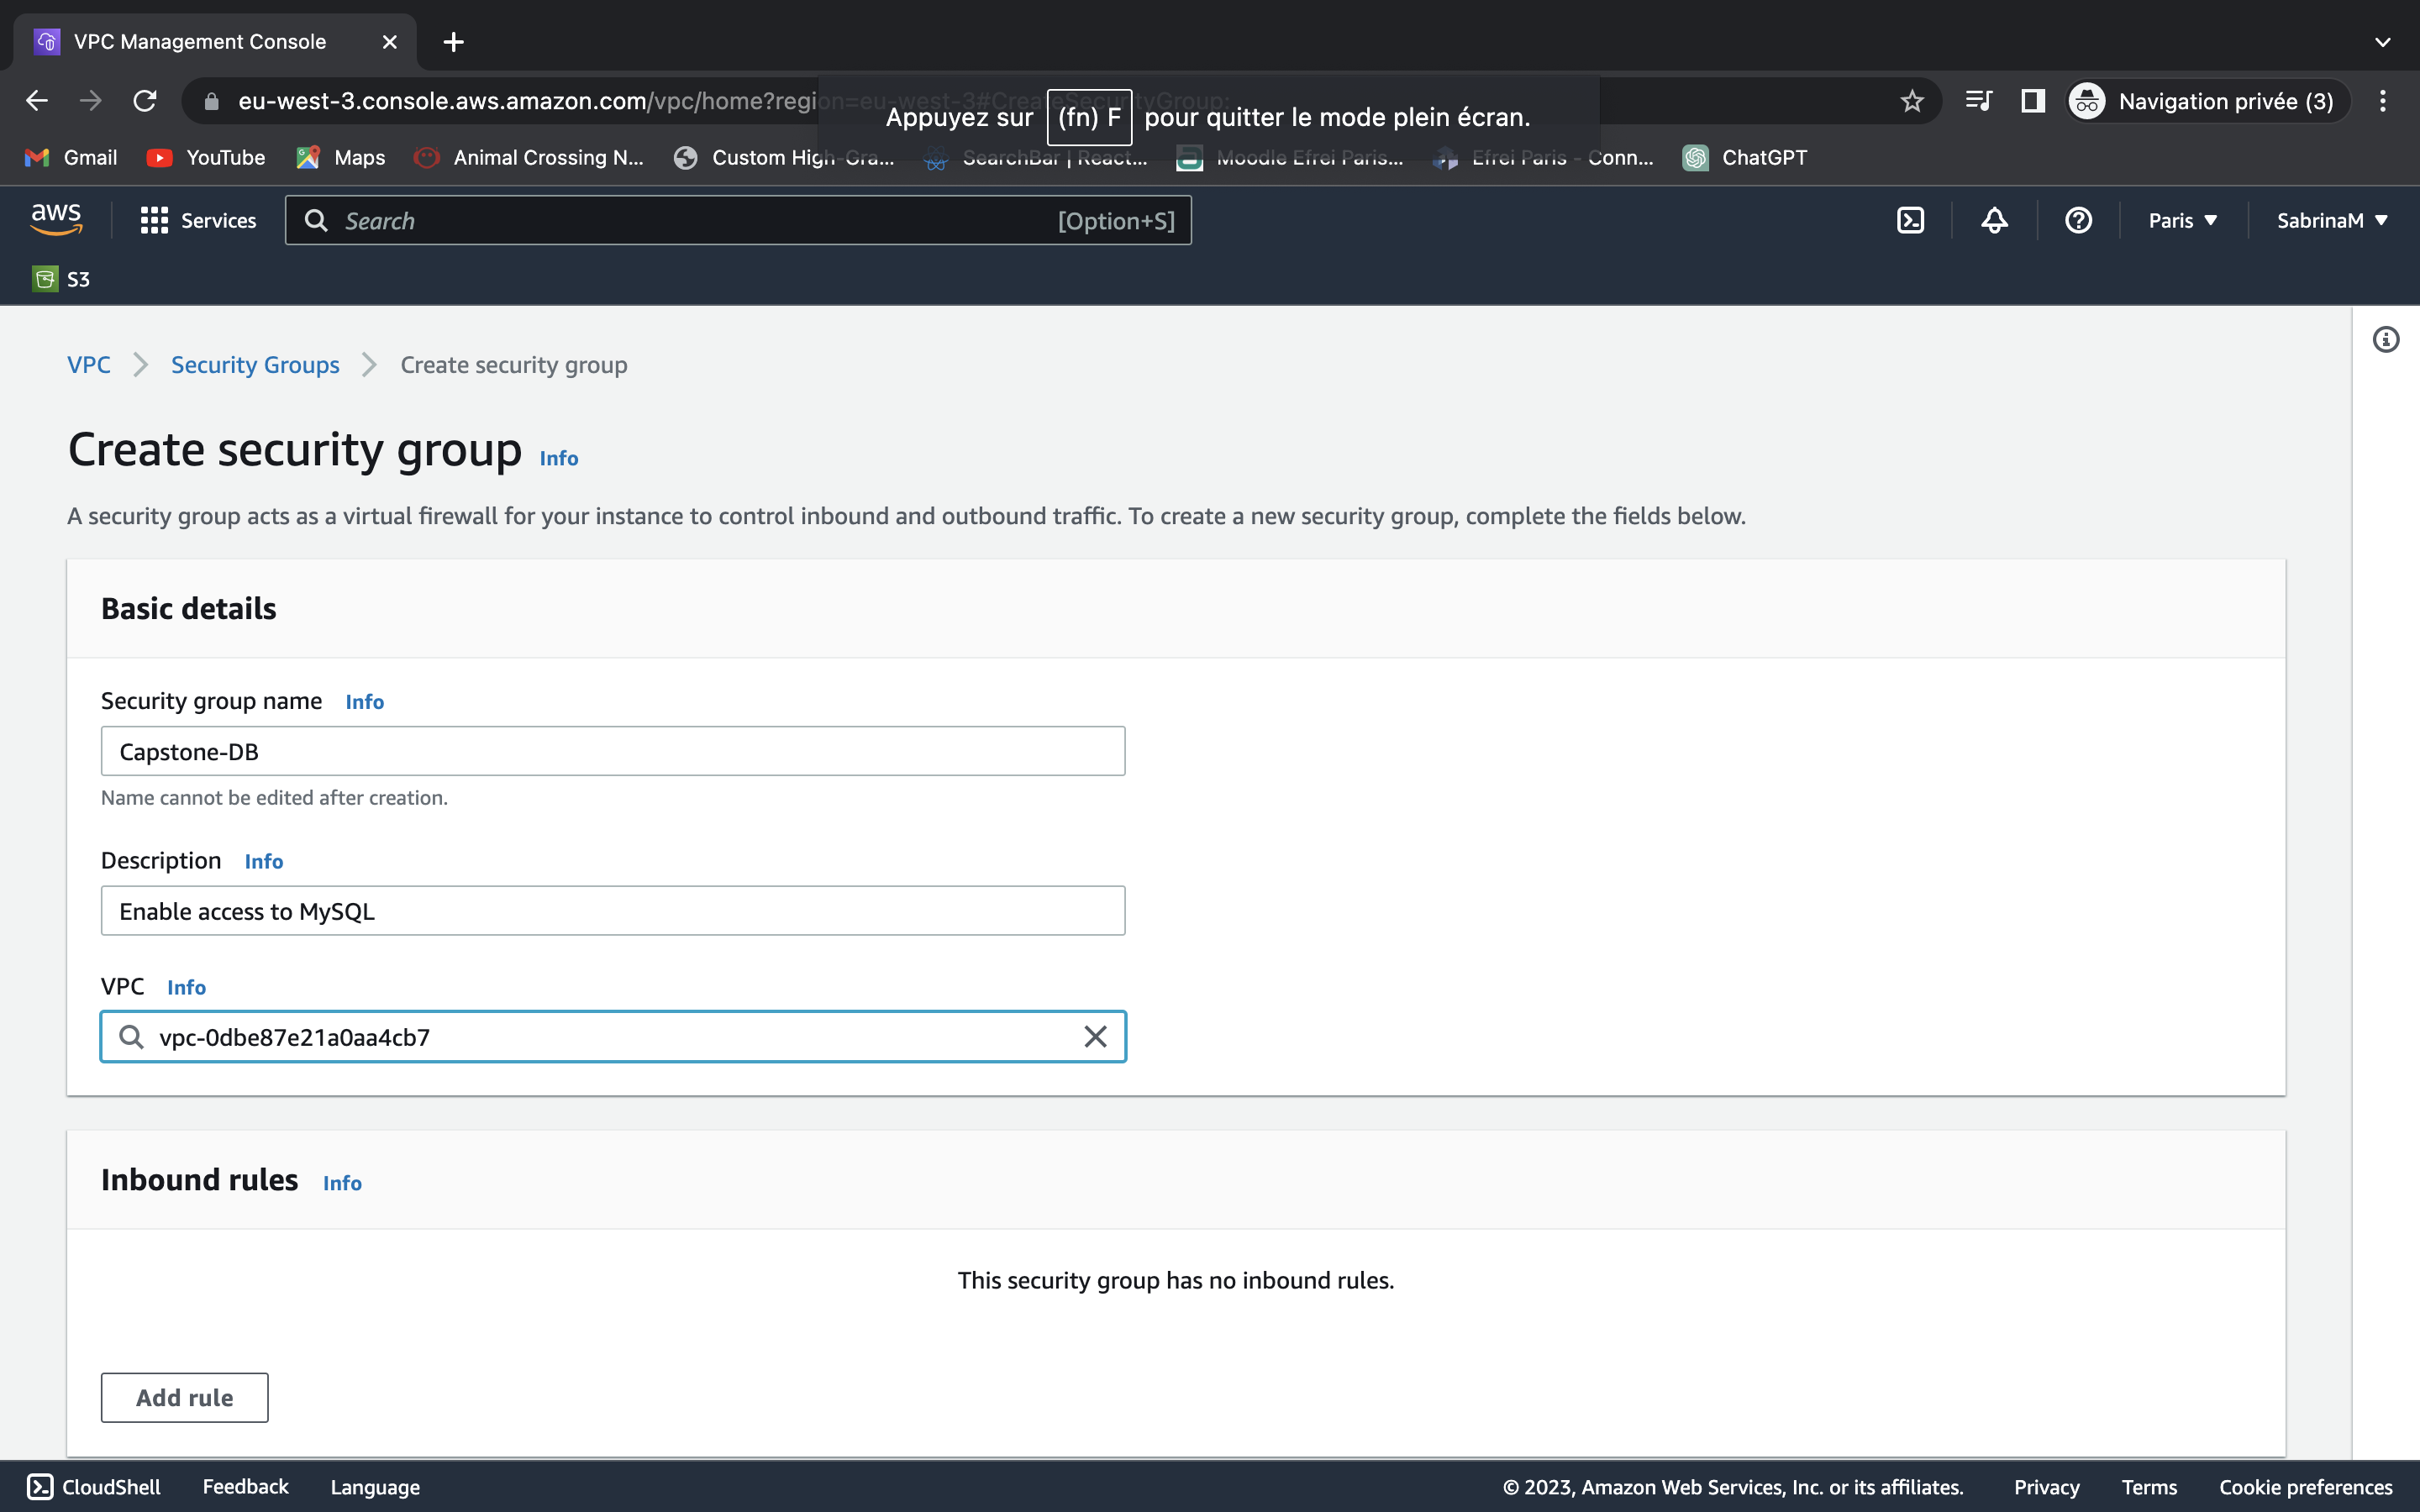 VPC Management Console
eu-west-3.console.aws.amazon.com/vpc/home?region=eu-west-3#CreateSecurityGroup:
Navigation privée (3)
Appuyez sur (fn) F pour quitter le mode plein écran.
Gmail YouTube Maps Animal Crossing N... Custom High-Gra... SearchBar | React... Moodle Efrei Paris... Efrei Paris - Conn... ChatGPT
aws Services Search [Option+S] Paris SabrinaM
S3
VPC Security Groups Create security group
Create security group Info
A security group acts as a virtual firewall for your instance to control inbound and outbound traffic. To create a new security group, complete the fields below.
Basic details
Security group name Info
Capstone-DB
Name cannot be edited after creation.
Description Info
Enable access to MySQL
VPC Info
vpc-0dbe87e21a0aa4cb7
Inbound rules Info
This security group has no inbound rules.
Add rule
CloudShell Feedback Language © 2023, Amazon Web Services, Inc. or its affiliates. Privacy Terms Cookie preferences